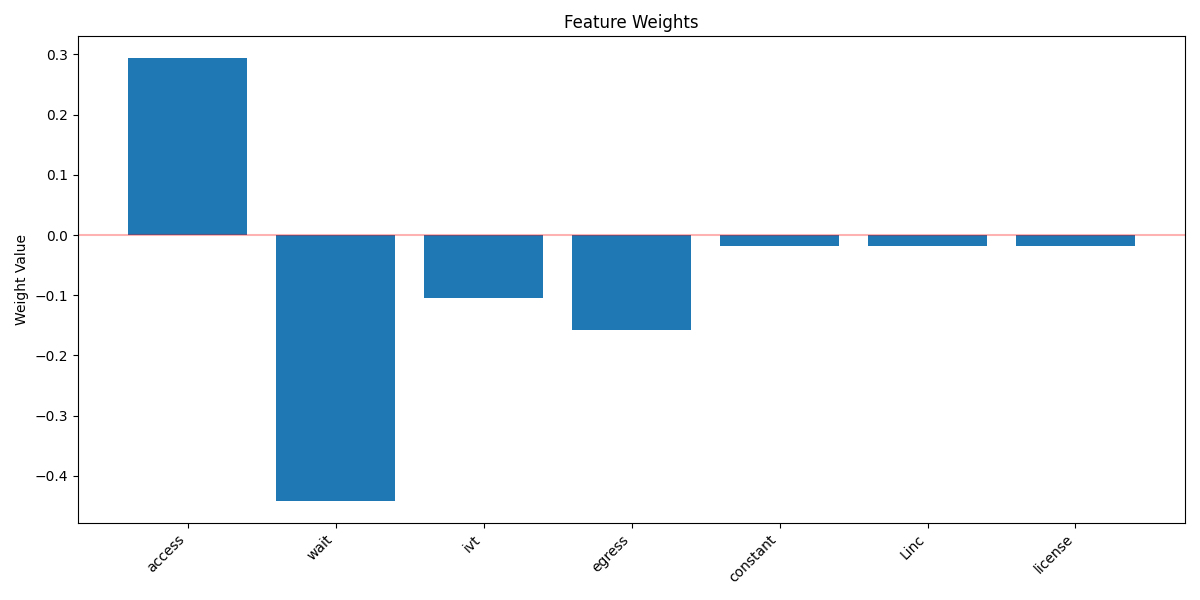 Feature Weights
Weight Value
0.3
0.2
0.1
0.0
−0.1
−0.2
−0.3
−0.4
access
wait
ivt
egress
constant
Linc
license